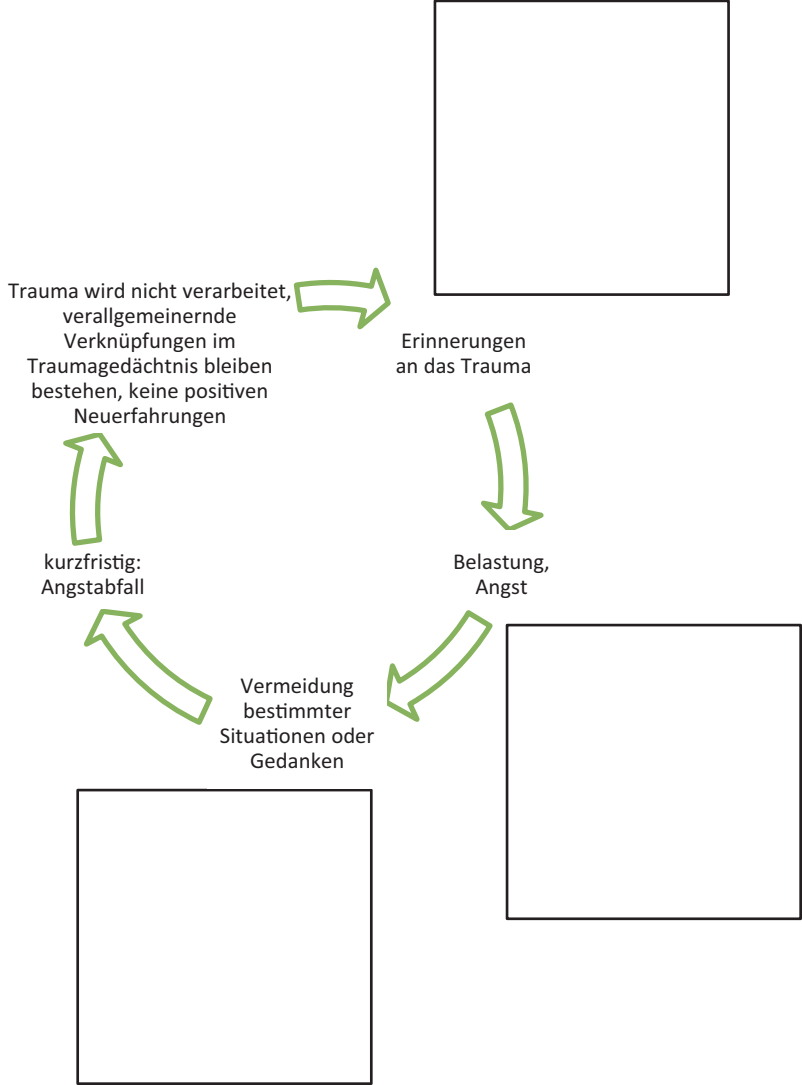 Trauma wird nicht verarbeitet,
verallgemeinernde
Verknüpfungen im
Traumagedächtnis bleiben
bestehen, keine positiven
Neuerfahrungen
Erinnerungen
an das Trauma
Belastung,
Angst
Vermeidung
bestimmter
Situationen oder
Gedanken
kurzfristig:
Angstabfall